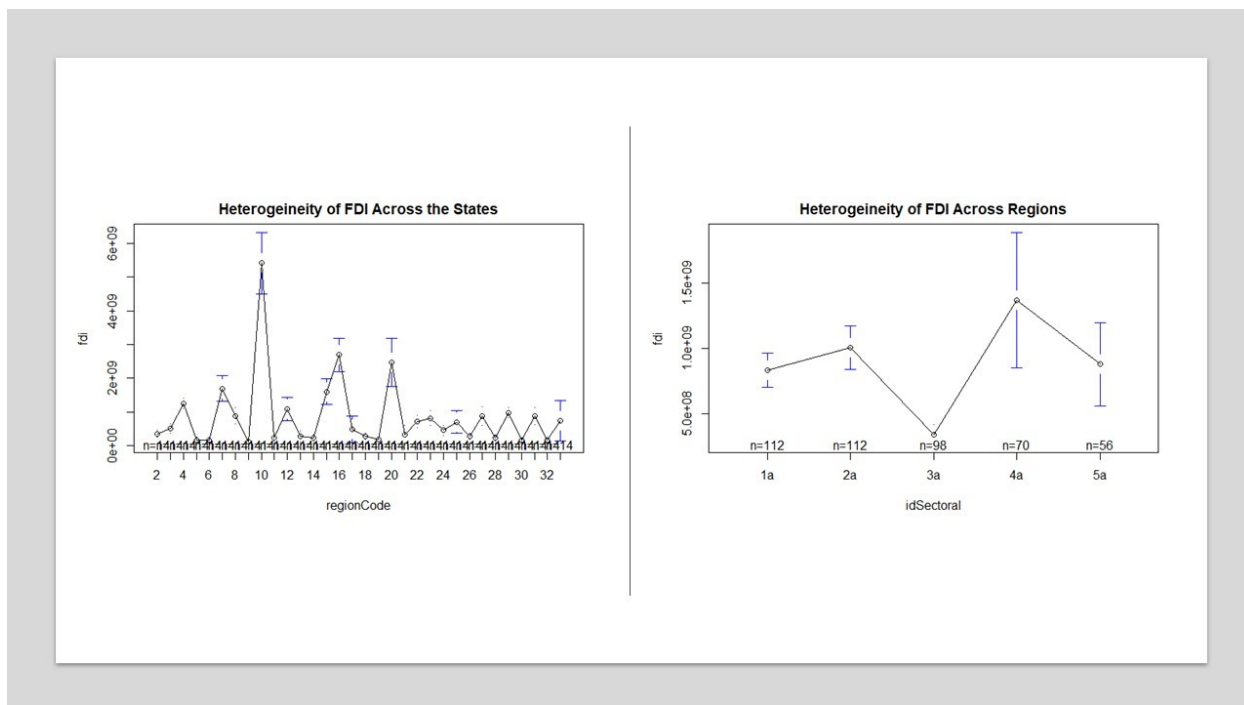 Heterogeineity of FDI Across the States
fdi
6e+09
4e+09
2e+09
0e+00
2 4 6 8 10 12 14 16 18 20 22 24 26 28 30 32
regionCode
Heterogeineity of FDI Across Regions
fdi
1.5e+09
1.0e+09
5.0e+08
n=112 n=112 n=98 n=70 n=56
1a 2a 3a 4a 5a
idSectoral